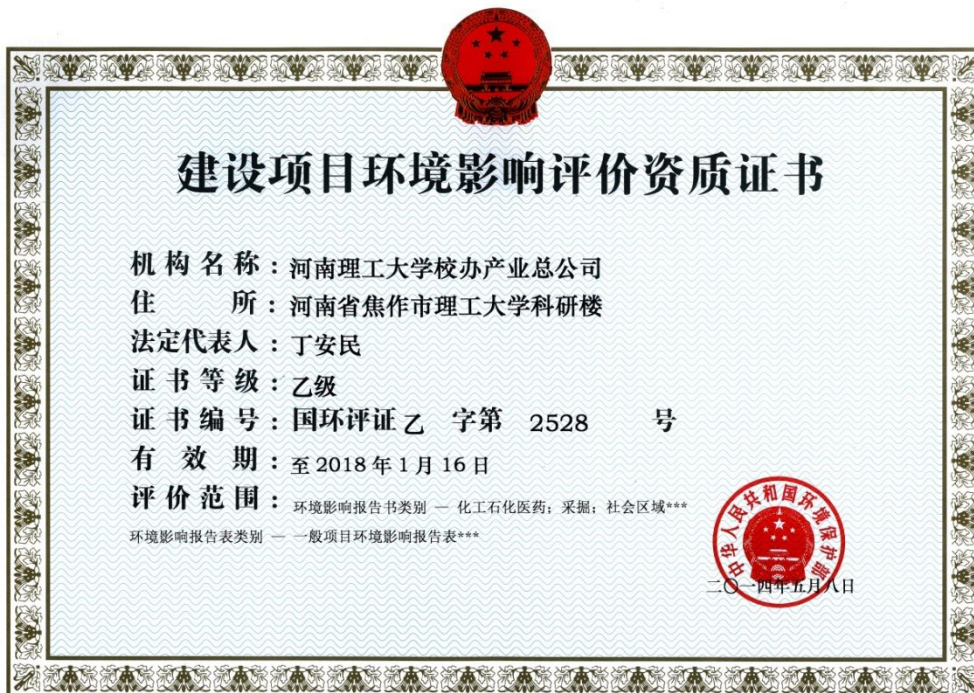 建设项目环境影响评价资质证书
机构名称：河南理工大学校办产业总公司
住所：河南省焦作市理工大学科研楼
法定代表人：丁安民
证书等级：乙级
证书编号：国环评证 乙 字第 2528 号
有效期：至 2018 年 1 月 16 日
评价范围：环境影响报告书类别 — 化工石化医药；采掘；社会区域***
环境影响报告表类别 — 一般项目环境影响报告表***
中华人民共和国环境保护部
二〇一四年五月八日